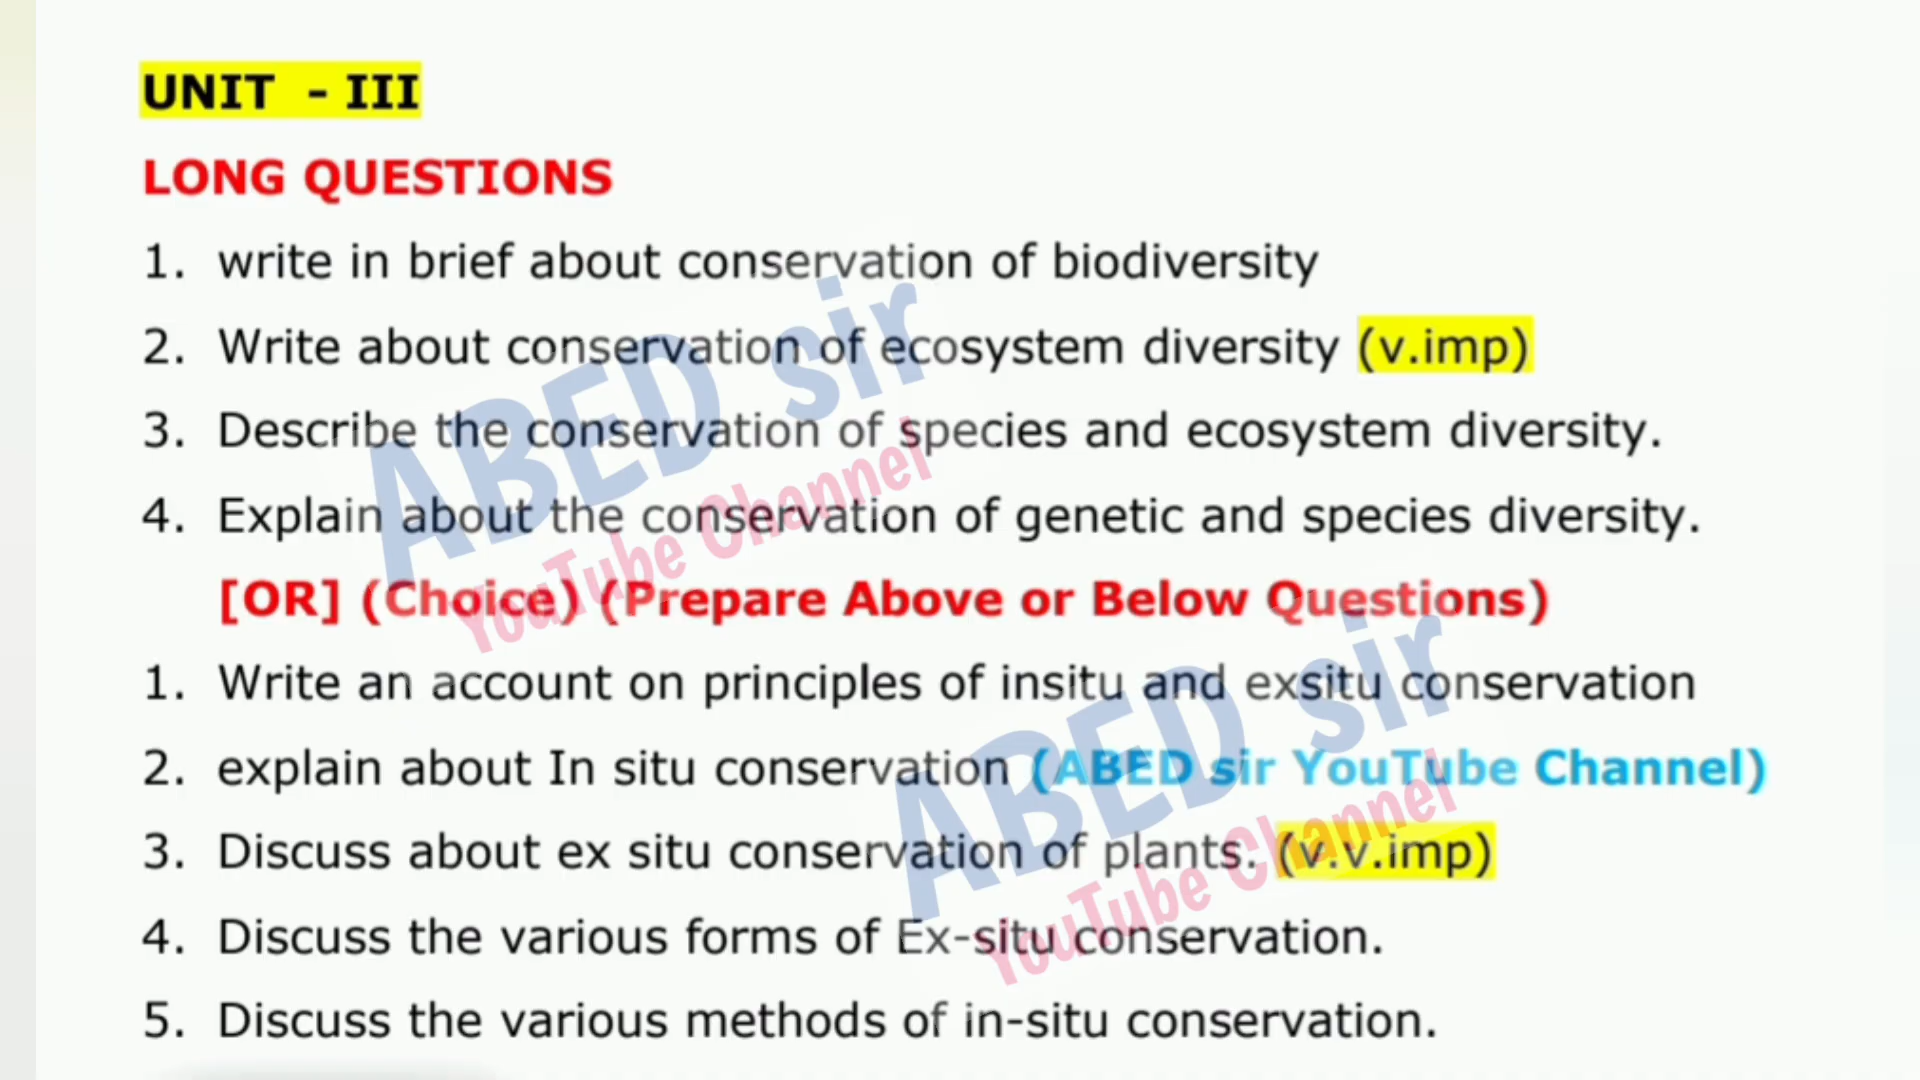 UNIT - III
LONG QUESTIONS
1. write in brief about conservation of biodiversity
2. Write about conservation of ecosystem diversity (v.imp)
3. Describe the conservation of species and ecosystem diversity.
4. Explain about the conservation of genetic and species diversity.
[OR] (Choice) (Prepare Above or Below Questions)
1. Write an account on principles of insitu and exsitu conservation
2. explain about In situ conservation (ABED sir YouTube Channel)
3. Discuss about ex situ conservation of plants. (v.v.imp)
4. Discuss the various forms of Ex-situ conservation.
5. Discuss the various methods of in-situ conservation.
ABED sir
YouTube Channel
ABED sir
YouTube Channel